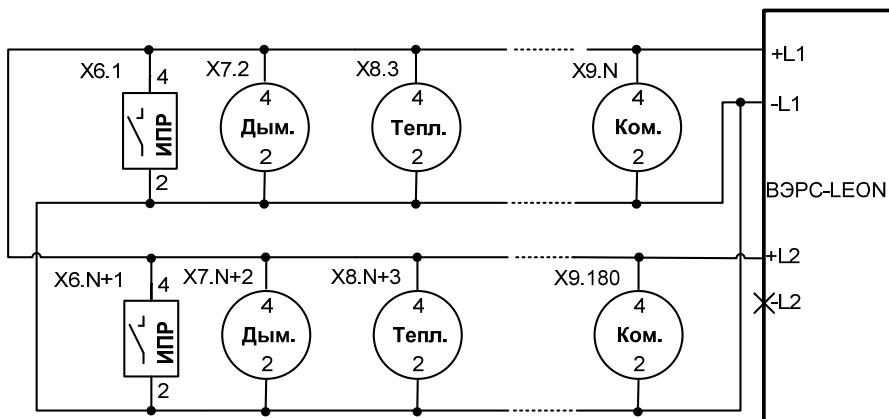 +L1
X6.1
X7.2
X8.3
X9.N
4
4
4
4
-L1
ИПР
Дым.
Тепл.
Ком.
2
2
2
2
ВЭРС-LEON
+L2
X6.N+1
X7.N+2
X8.N+3
X9.180
4
4
4
4
-L2
ИПР
Дым.
Тепл.
Ком.
2
2
2
2